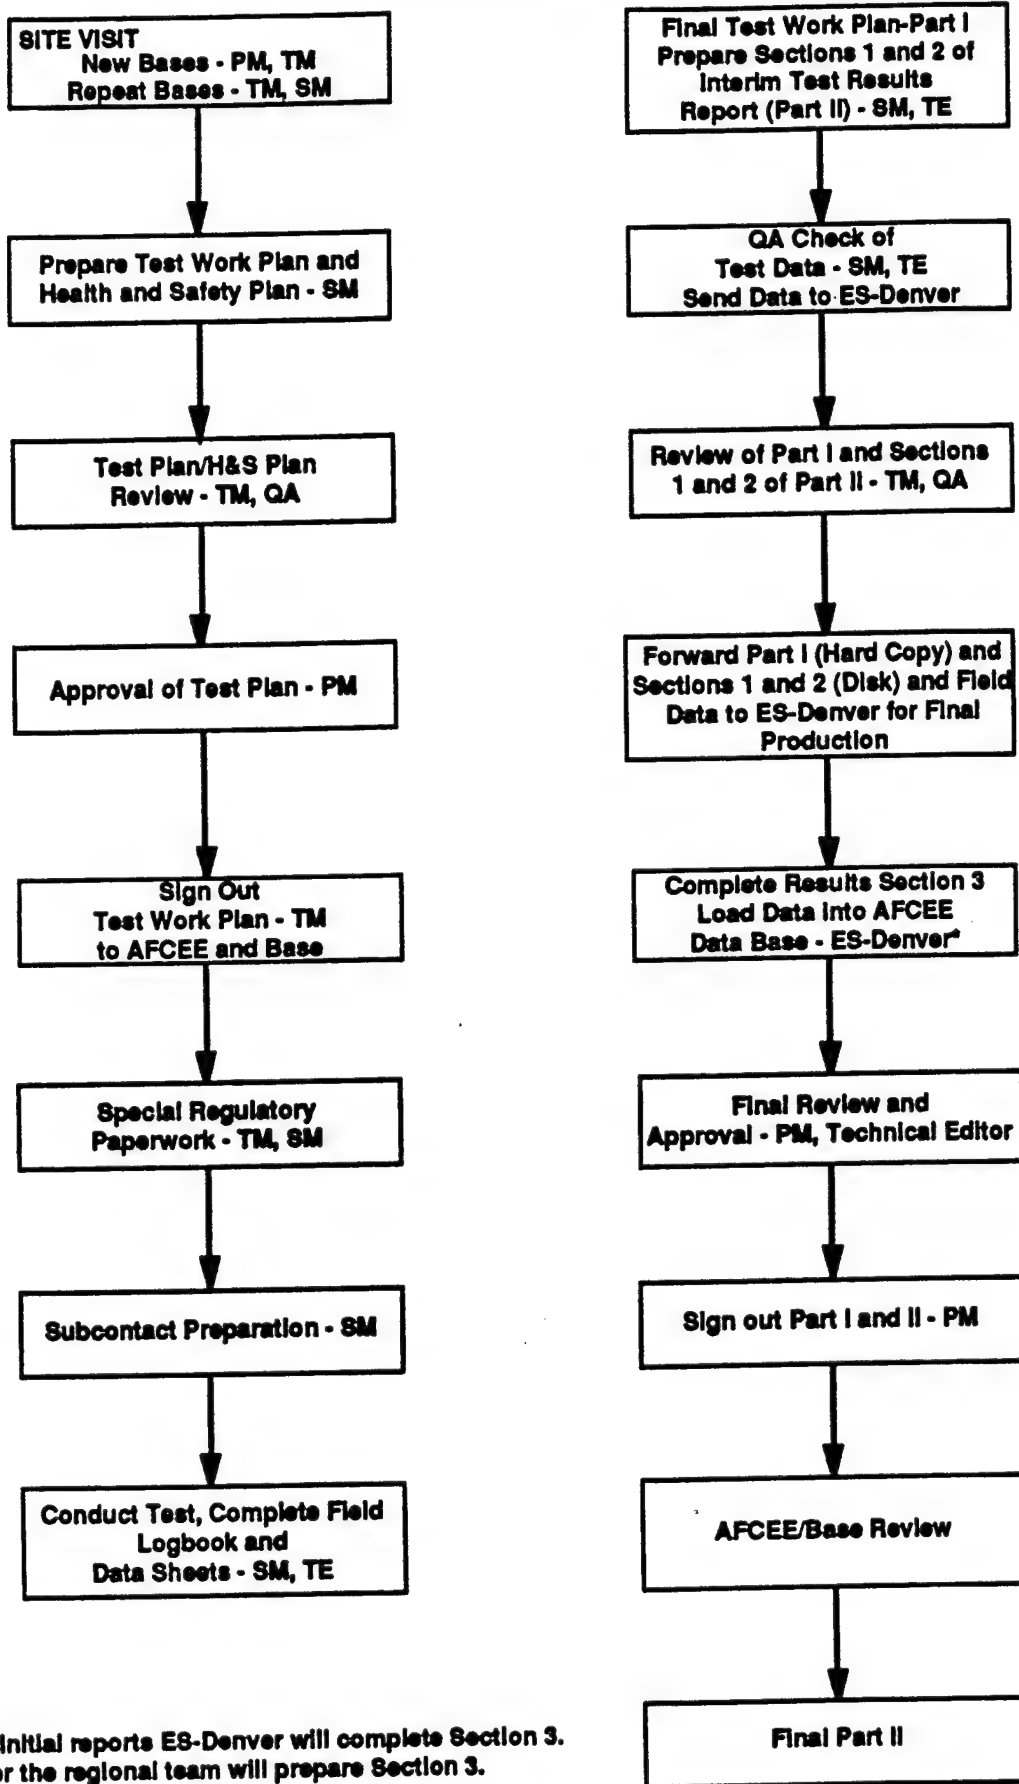 SITE VISIT
New Bases - PM, TM
Repeat Bases - TM, SM
Prepare Test Work Plan and
Health and Safety Plan - SM
Test Plan/H&S Plan
Review - TM, QA
Approval of Test Plan - PM
Sign Out
Test Work Plan - TM
to AFCEE and Base
Special Regulatory
Paperwork - TM, SM
Subcontact Preparation - SM
Conduct Test, Complete Field
Logbook and
Data Sheets - SM, TE
Final Test Work Plan-Part I
Prepare Sections 1 and 2 of
Interim Test Results
Report (Part II) - SM, TE
QA Check of
Test Data - SM, TE
Send Data to ES-Denver
Review of Part I and Sections
1 and 2 of Part II - TM, QA
Forward Part I (Hard Copy) and
Sections 1 and 2 (Disk) and Field
Data to ES-Denver for Final
Production
Complete Results Section 3
Load Data into AFCEE
Data Base - ES-Denver*
Final Review and
Approval - PM, Technical Editor
Sign out Part I and II - PM
AFCEE/Base Review
Final Part II
initial reports ES-Denver will complete Section 3.
the regional team will prepare Section 3.